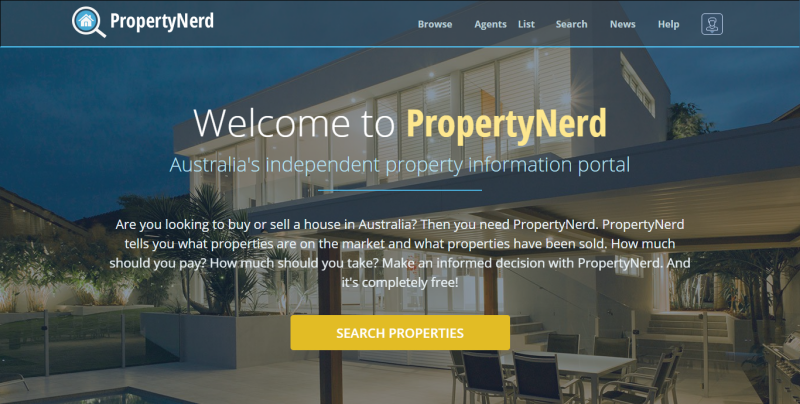 PropertyNerd
Browse Agents List Search News Help
Welcome to PropertyNerd
Australia's independent property information portal
Are you looking to buy or sell a house in Australia? Then you need PropertyNerd. PropertyNerd
tells you what properties are on the market and what properties have been sold. How much
should you pay? How much should you take? Make an informed decision with PropertyNerd. And
it's completely free!
SEARCH PROPERTIES